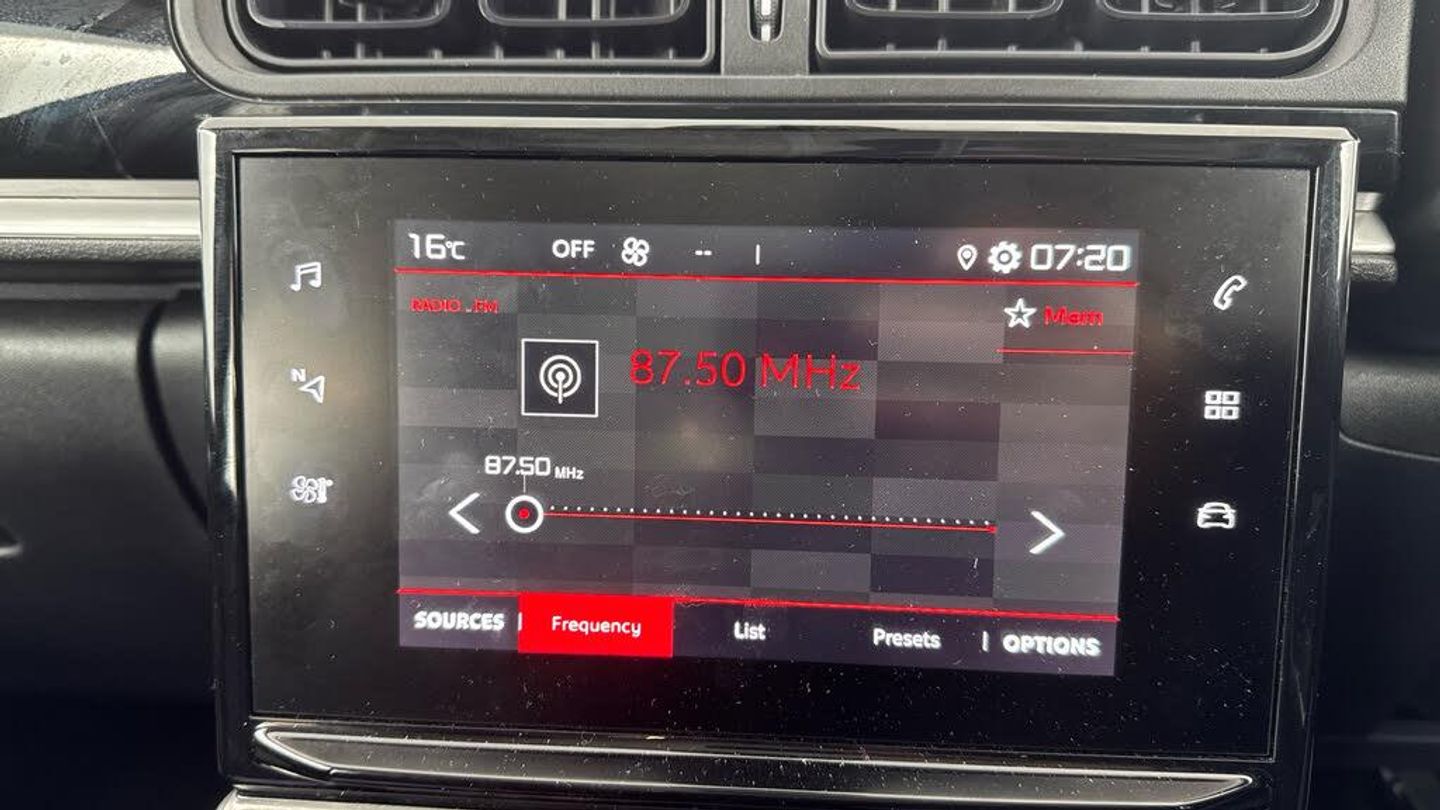 16°C OFF -- 07:20
RADIO .FM
Mem
87.50 MHz
N
87.50 MHz
SOURCES Frequency List Presets OPTIONS